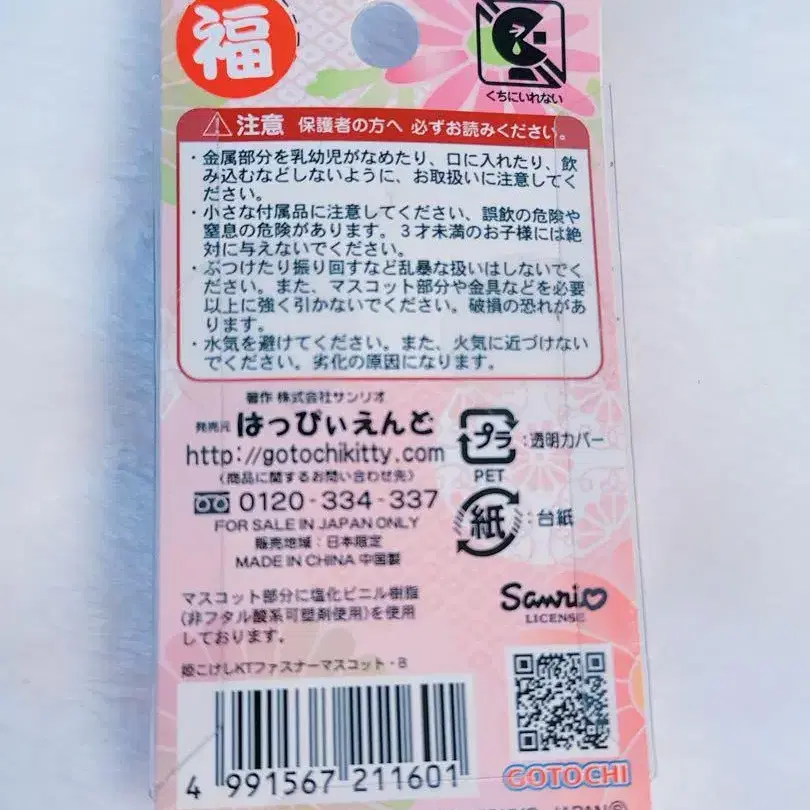 福
くちにいれない
注意 保護者の方へ 必ずお読みください。
・金属部分を乳幼児がなめたり、口に入れたり、飲
み込むなどしないように、お取扱いに注意してく
ださい。
・小さな付属品に注意してください、誤飲の危険や
窒息の危険があります。3才未満のお子様には絶
対に与えないでください。
・ぶつけたり振り回すなど乱暴な扱いはしないでく
ださい。また、マスコット部分や金具などを必要
以上に強く引かないでください。破損の恐れがあ
ります。
・水気を避けてください。また、火気に近づけない
でください。劣化の原因になります。
著作 株式会社サンリオ
発売元 はっぴぃえんど
http://gotochikitty.com
〈商品に関するお問い合わせ先〉
0120-334-337
FOR SALE IN JAPAN ONLY
販売地域:日本限定
MADE IN CHINA 中国製
プラ :透明カバー
PET
紙 :台紙
マスコット部分に塩化ビニル樹脂
(非フタル酸系可塑剤使用)を使用
しております。
Sanrio
LICENSE
姫こけしKTファスナーマスコット・B
4 991567 211601
GOTOCHI